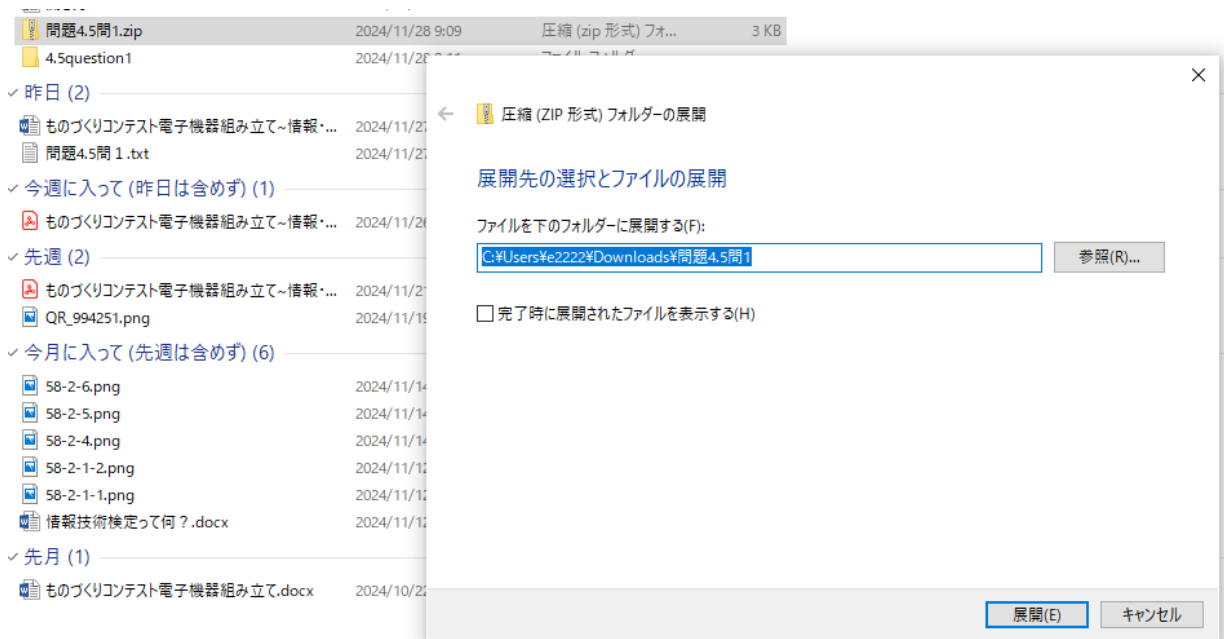 問題4.5問1.zip 2024/11/28 9:09 圧縮 (zip 形式) フォ... 3 KB
4.5question1 2024/11/28
昨日 (2)
ものづくりコンテスト電子機器組み立て~情報・... 2024/11/27
問題4.5問１.txt 2024/11/27
今週に入って (昨日は含めず) (1)
ものづくりコンテスト電子機器組み立て~情報・... 2024/11/26
先週 (2)
ものづくりコンテスト電子機器組み立て~情報・... 2024/11/21
QR_994251.png 2024/11/19
今月に入って (先週は含めず) (6)
58-2-6.png 2024/11/14
58-2-5.png 2024/11/14
58-2-4.png 2024/11/14
58-2-1-2.png 2024/11/12
58-2-1-1.png 2024/11/12
情報技術検定って何？.docx 2024/11/12
先月 (1)
ものづくりコンテスト電子機器組み立て.docx 2024/10/22
圧縮 (ZIP 形式) フォルダーの展開
展開先の選択とファイルの展開
ファイルを下のフォルダーに展開する(F):
C:¥Users¥e2222¥Downloads¥問題4.5問1
参照(R)...
完了時に展開されたファイルを表示する(H)
展開(E) キャンセル